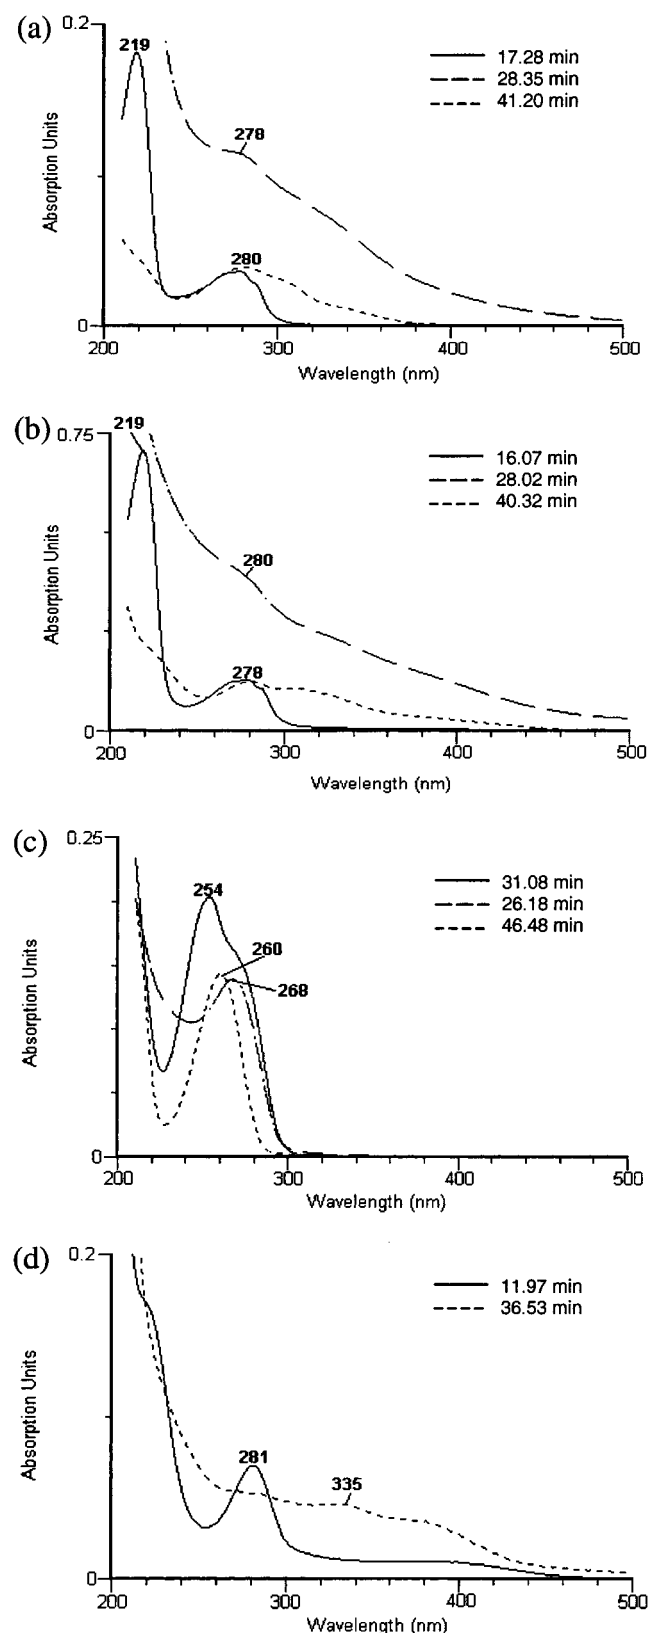 (a)
0.2
219
17.28 min
28.35 min
41.20 min
278
280
Absorption Units
0
200
300
400
500
Wavelength (nm)
(b)
219
0.75
16.07 min
28.02 min
40.32 min
280
278
Absorption Units
0
200
300
400
500
Wavelength (nm)
(c)
0.25
254
31.08 min
26.18 min
46.48 min
260
268
Absorption Units
0
200
300
400
500
Wavelength (nm)
(d)
0.2
11.97 min
36.53 min
281
335
Absorption Units
0
200
300
400
500
Wavelength (nm)